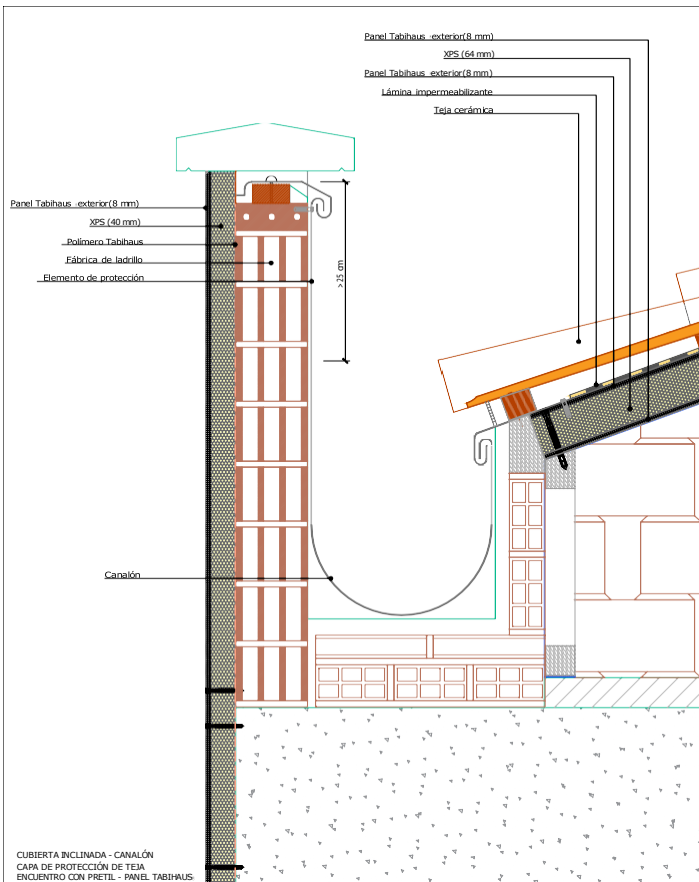 Panel Tabihaus exterior(8 mm)
XPS (64 mm)
Panel Tabihaus exterior(8 mm)
Lámina impermeabilizante
Teja cerámica
Panel Tabihaus exterior(8 mm)
XPS (40 mm)
Polímero Tabihaus
Fábrica de ladrillo
Elemento de protección
>25 cm
Canalón
CUBIERTA INCLINADA - CANALÓN
CAPA DE PROTECCIÓN DE TEJA
ENCUENTRO CON PRETIL - PANEL TABIHAUS